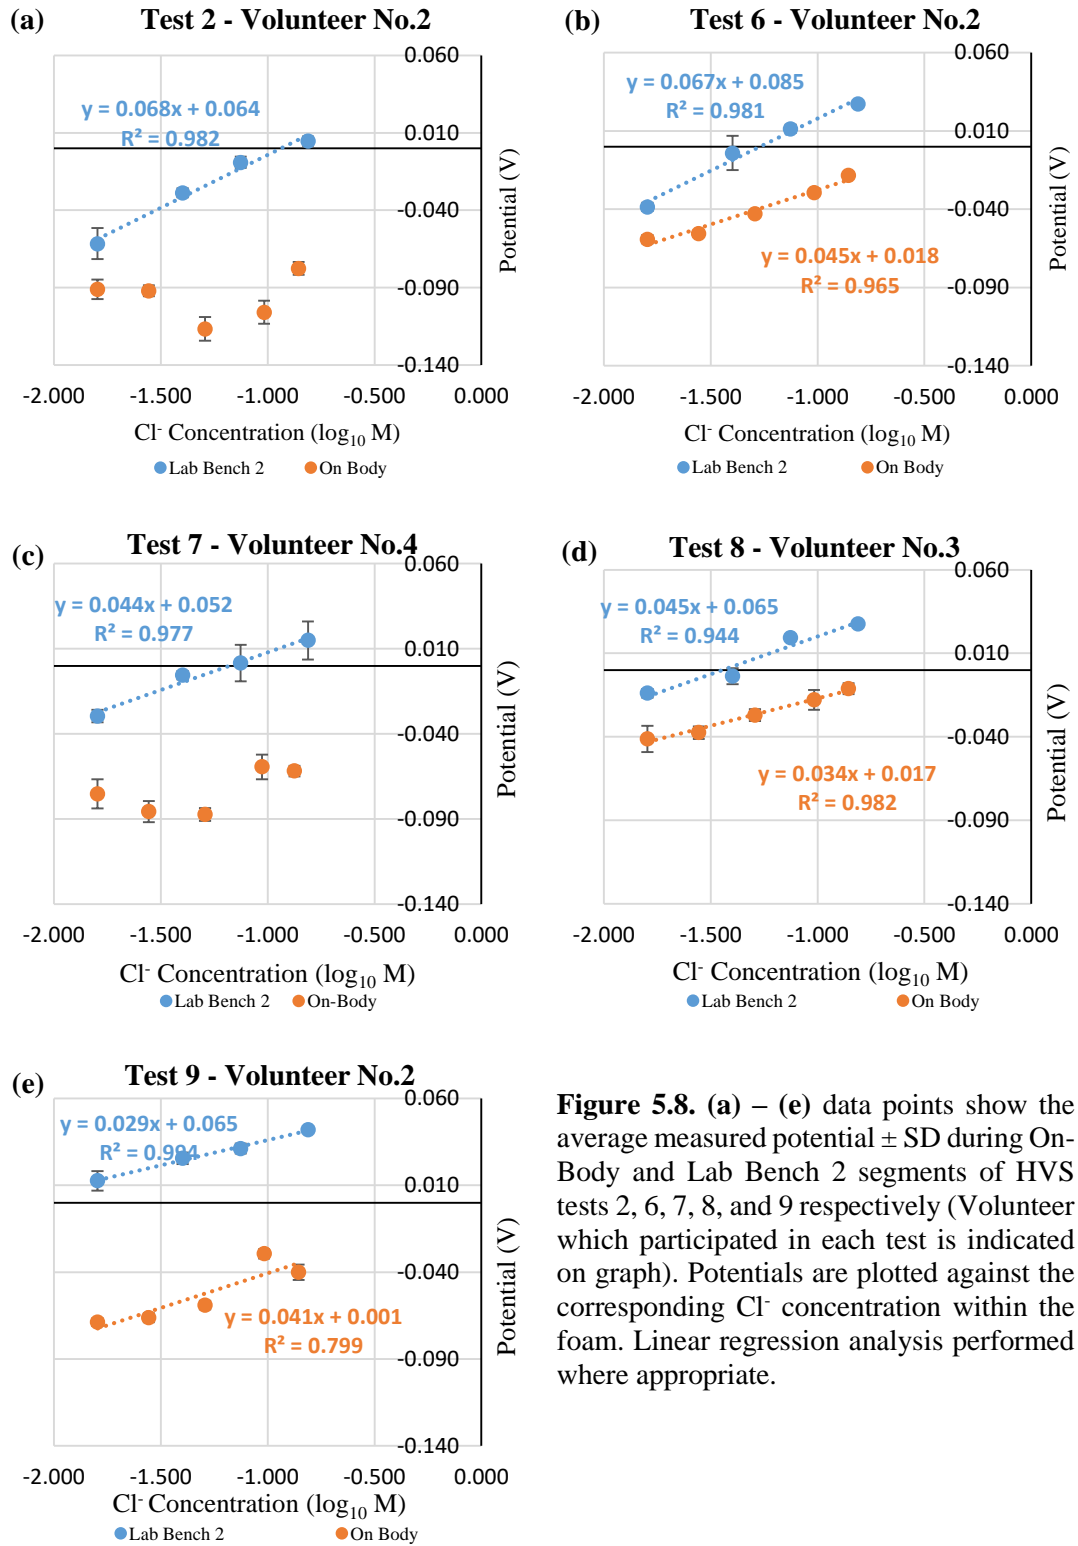 (a) Test 2 - Volunteer No.2
0.060
y = 0.068x + 0.064
R² = 0.982
0.010
-0.040
-0.090
-0.140
Potential (V)
-2.000 -1.500 -1.000 -0.500 0.000
Cl⁻ Concentration (log₁₀ M)
Lab Bench 2 On Body
(b) Test 6 - Volunteer No.2
0.060
y = 0.067x + 0.085
R² = 0.981
0.010
-0.040
y = 0.045x + 0.018
R² = 0.965
-0.090
-0.140
Potential (V)
-2.000 -1.500 -1.000 -0.500 0.000
Cl⁻ Concentration (log₁₀ M)
Lab Bench 2 On Body
(c) Test 7 - Volunteer No.4
0.060
y = 0.044x + 0.052
R² = 0.977
0.010
-0.040
-0.090
-0.140
Potential (V)
-2.000 -1.500 -1.000 -0.500 0.000
Cl⁻ Concentration (log₁₀ M)
Lab Bench 2 On-Body
(d) Test 8 - Volunteer No.3
0.060
y = 0.045x + 0.065
R² = 0.944
0.010
-0.040
y = 0.034x + 0.017
R² = 0.982
-0.090
-0.140
Potential (V)
-2.000 -1.500 -1.000 -0.500 0.000
Cl⁻ Concentration (log₁₀ M)
Lab Bench 2 On Body
(e) Test 9 - Volunteer No.2
0.060
y = 0.029x + 0.065
R² = 0.994
0.010
-0.040
y = 0.041x + 0.001
R² = 0.799
-0.090
-0.140
Potential (V)
-2.000 -1.500 -1.000 -0.500 0.000
Cl⁻ Concentration (log₁₀ M)
Lab Bench 2 On Body
Figure 5.8. (a) – (e) data points show the
average measured potential ± SD during On-
Body and Lab Bench 2 segments of HVS
tests 2, 6, 7, 8, and 9 respectively (Volunteer
which participated in each test is indicated
on graph). Potentials are plotted against the
corresponding Cl⁻ concentration within the
foam. Linear regression analysis performed
where appropriate.